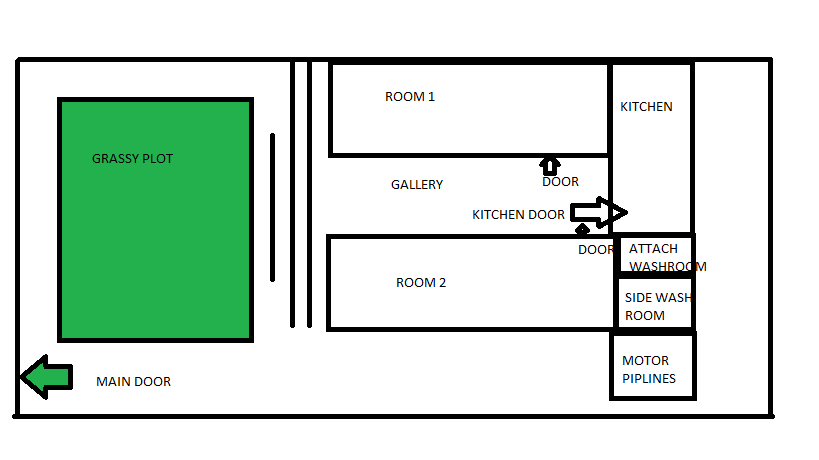 ROOM 1
KITCHEN
GRASSY PLOT
GALLERY
DOOR
KITCHEN DOOR
DOOR
ATTACH
WASHROOM
ROOM 2
SIDE WASH
ROOM
MOTOR
PIPLINES
MAIN DOOR